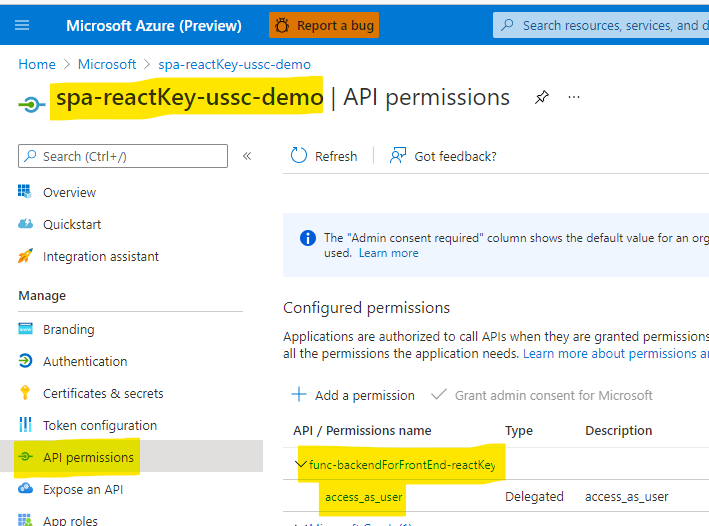 Microsoft Azure (Preview)
Report a bug
Search resources, services, and d
Home > Microsoft > spa-reactKey-ussc-demo
spa-reactKey-ussc-demo | API permissions
Search (Ctrl+/)
Refresh
Got feedback?
Overview
Quickstart
Integration assistant
Manage
Branding
Authentication
Certificates & secrets
Token configuration
API permissions
Expose an API
App roles
The "Admin consent required" column shows the default value for an org
used. Learn more
Configured permissions
Applications are authorized to call APIs when they are granted permissions
all the permissions the application needs. Learn more about permissions an
Add a permission
Grant admin consent for Microsoft
API / Permissions name Type Description
func-backendForFrontEnd-reactKey
access_as_user Delegated access_as_user